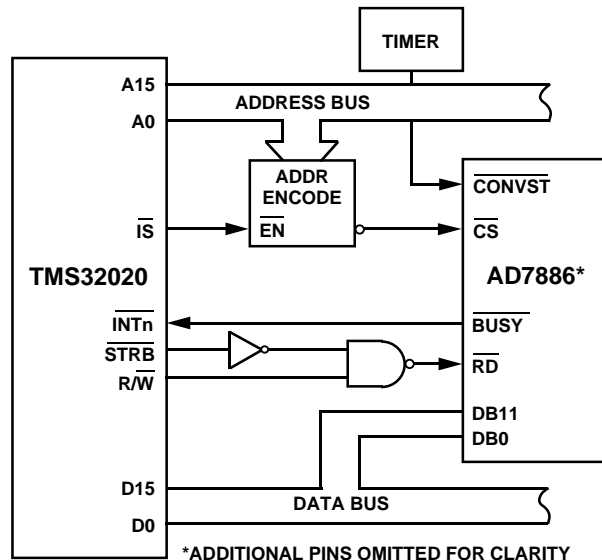 TIMER
A15
ADDRESS BUS
A0
ADDR
ENCODE
CONVST
IS
EN
CS
TMS32020
AD7886*
INTn
BUSY
STRB
R/W
RD
DB11
DB0
D15
DATA BUS
D0
*ADDITIONAL PINS OMITTED FOR CLARITY